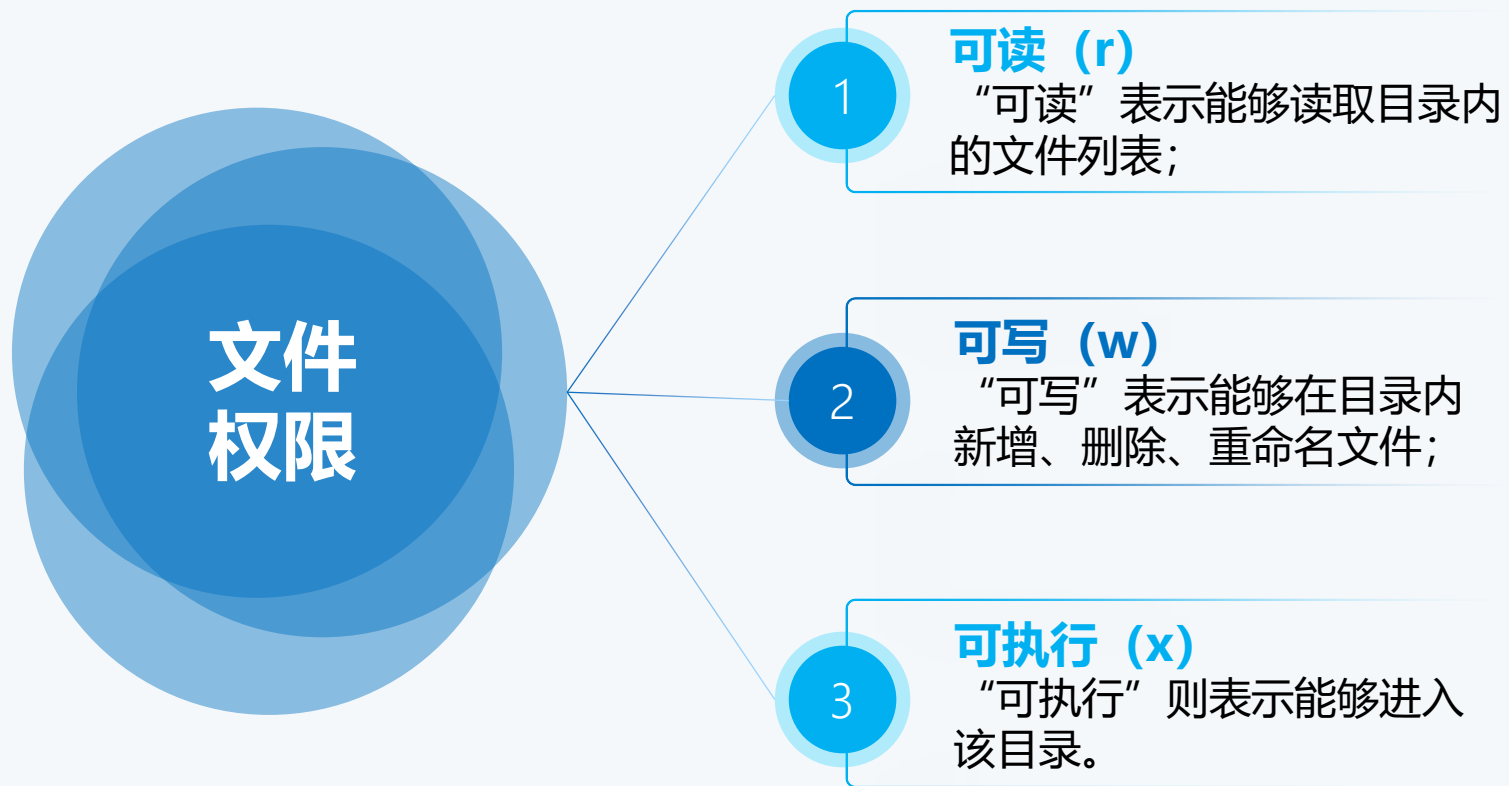 文件
权限
1
可读（r）
“可读”表示能够读取目录内
的文件列表；
2
可写（w）
“可写”表示能够在目录内
新增、删除、重命名文件；
3
可执行（x）
“可执行”则表示能够进入
该目录。